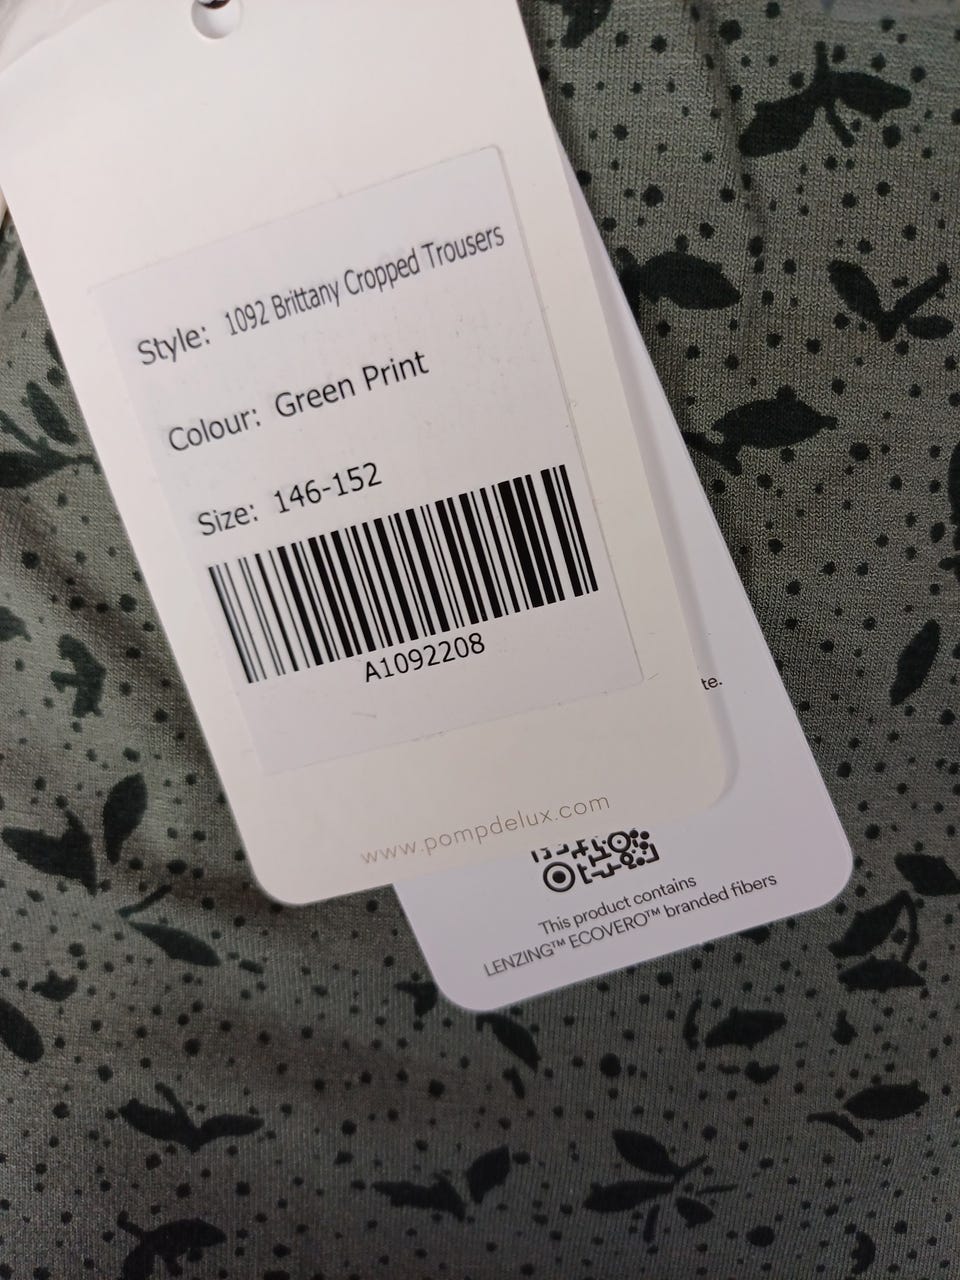 Style: 1092 Brittany Cropped Trousers
Colour: Green Print
Size: 146-152
A1092208
www.pompdelux.com
te.
This product contains
LENZING™ ECOVERO™ branded fibers